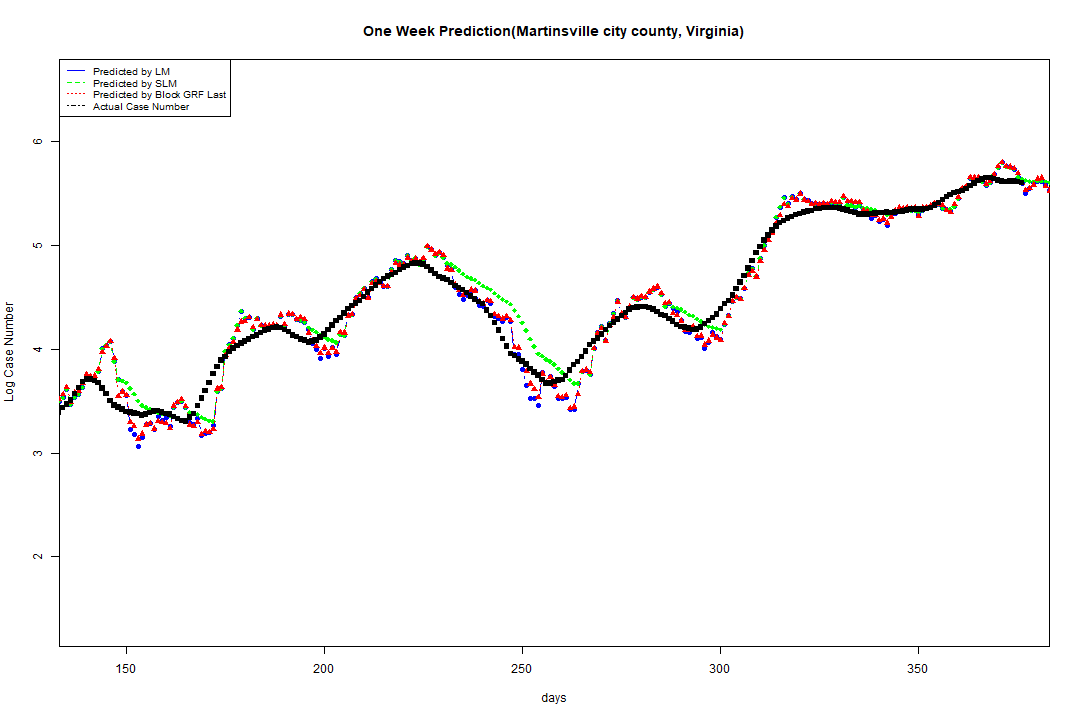 One Week Prediction(Martinsville city county, Virginia)
Predicted by LM
Predicted by SLM
Predicted by Block GRF Last
Actual Case Number
6
5
4
3
2
Log Case Number
150
200
250
300
350
days